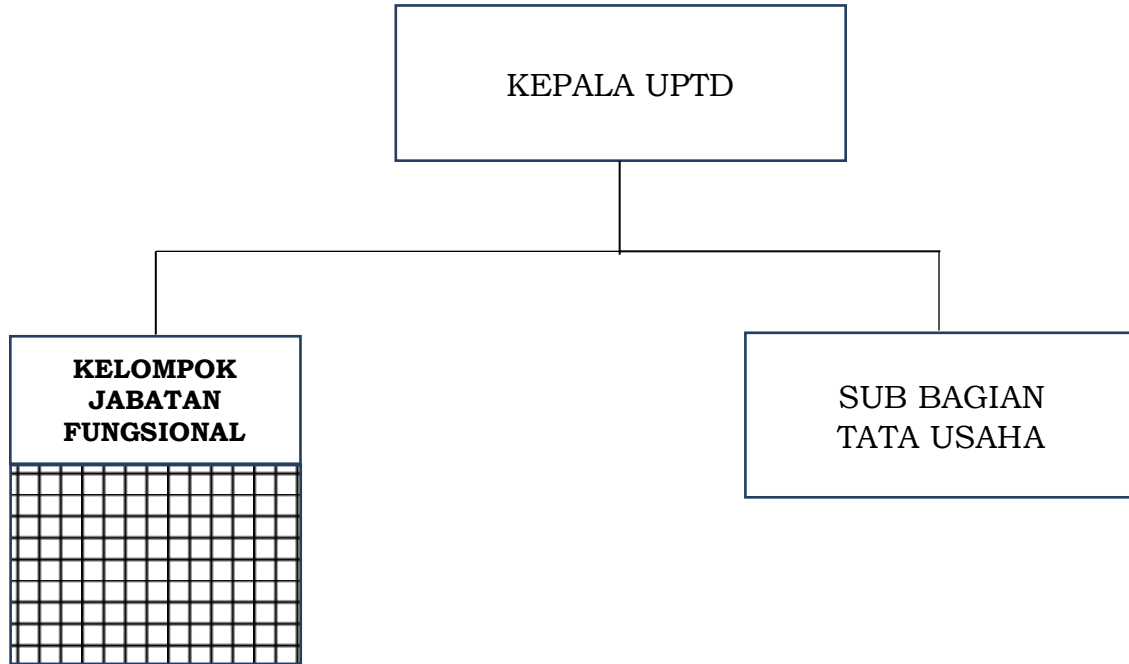 KEPALA UPTD
KELOMPOK
JABATAN
FUNGSIONAL
SUB BAGIAN
TATA USAHA